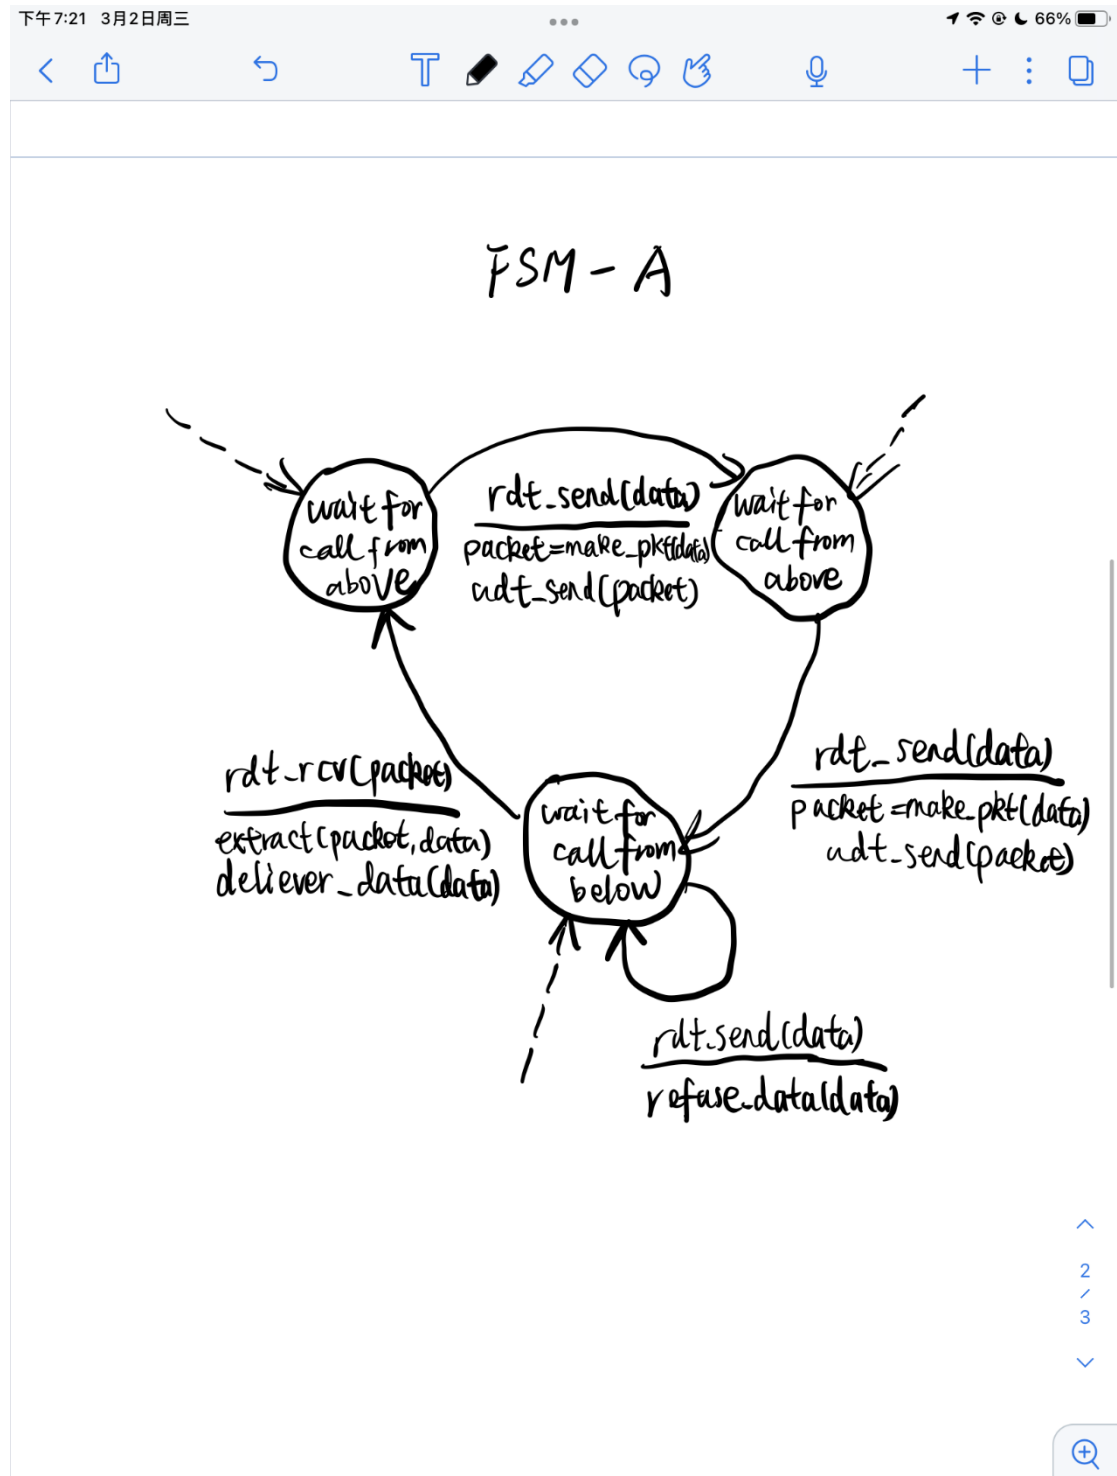 下午7:21 3月2日周三
66%
FSM-A
wait for
call from
above
rdt_send(data)
packet=make_pkt(data)
udt_send(packet)
wait for
call from
above
rdt_rcv(packet)
extract(packet,data)
deliever_data(data)
wait for
call from
below
rdt_send(data)
packet=make_pkt(data)
udt_send(packet)
rdt_send(data)
refuse_data(data)
2
/
3